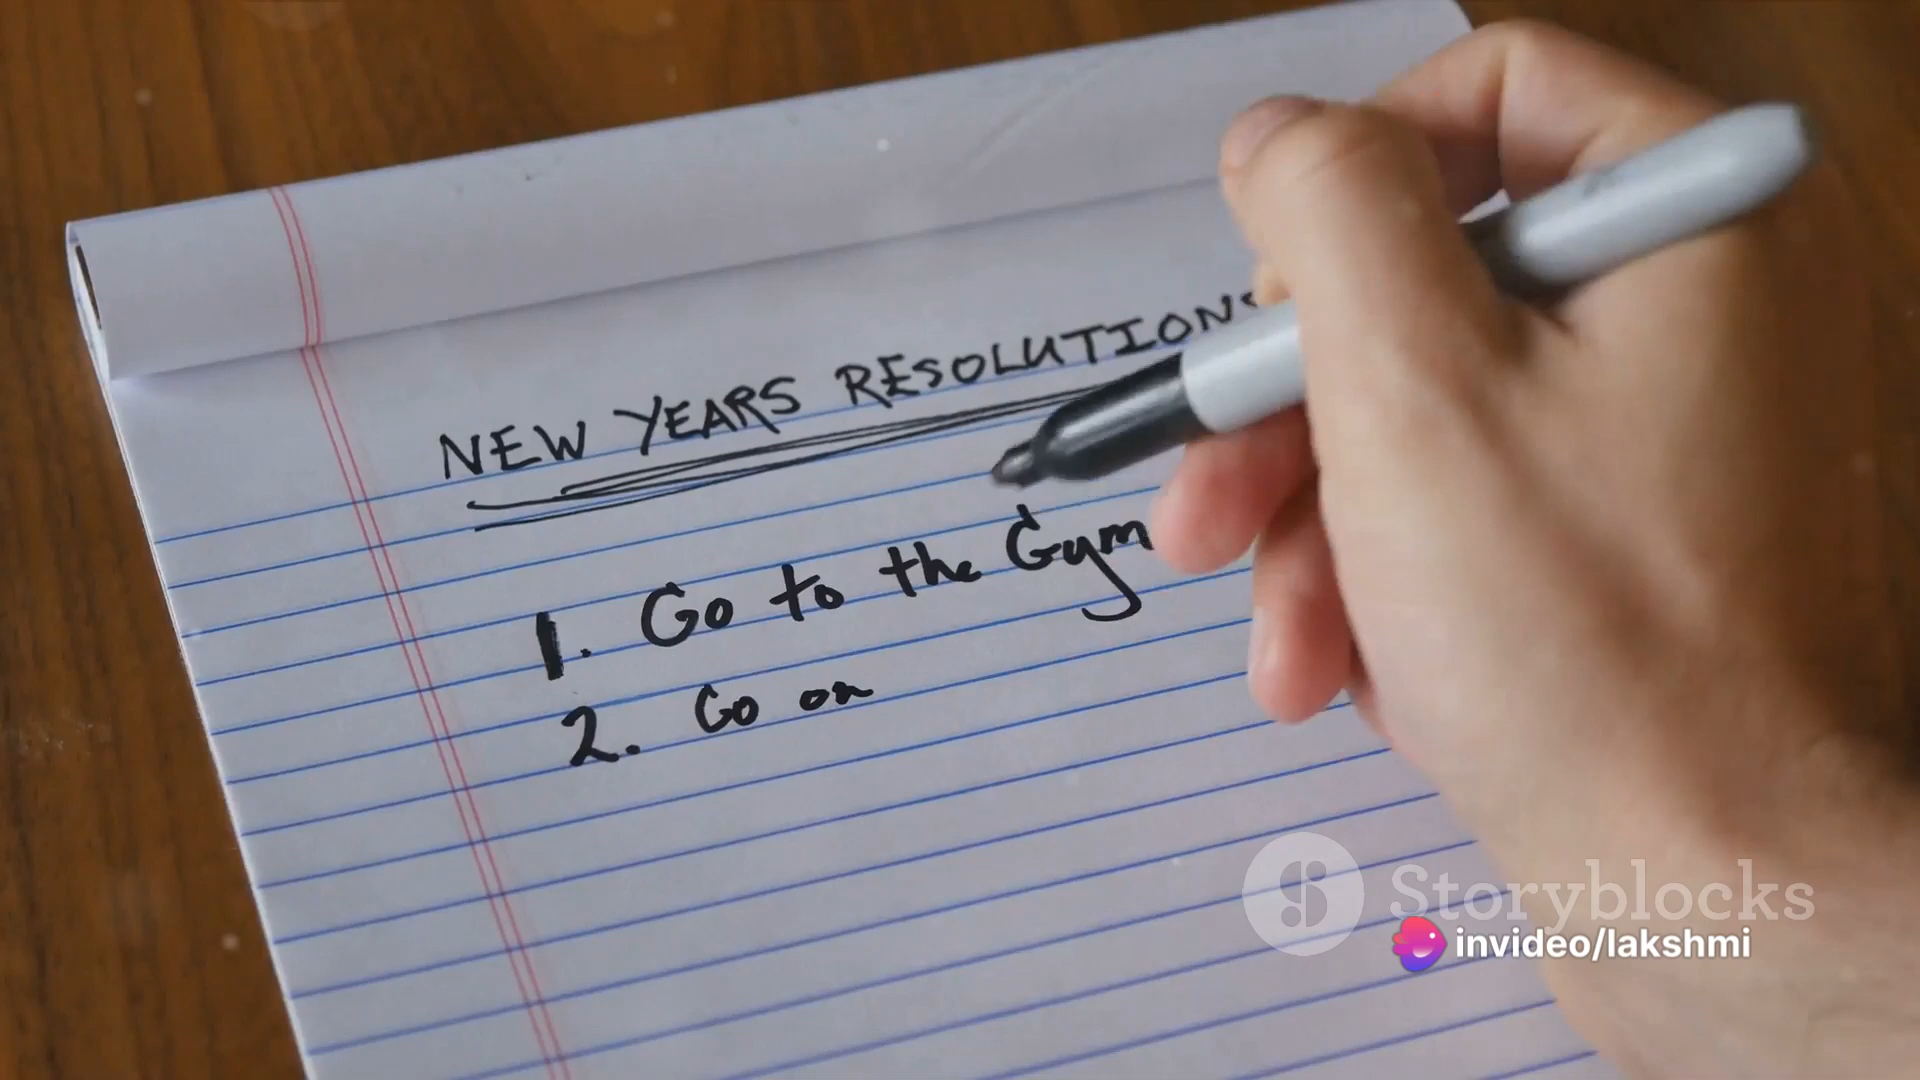 NEW YEARS RESOLUTIONS
1. Go to the Gym
2. Go on
Storyblocks
invideo/lakshmi